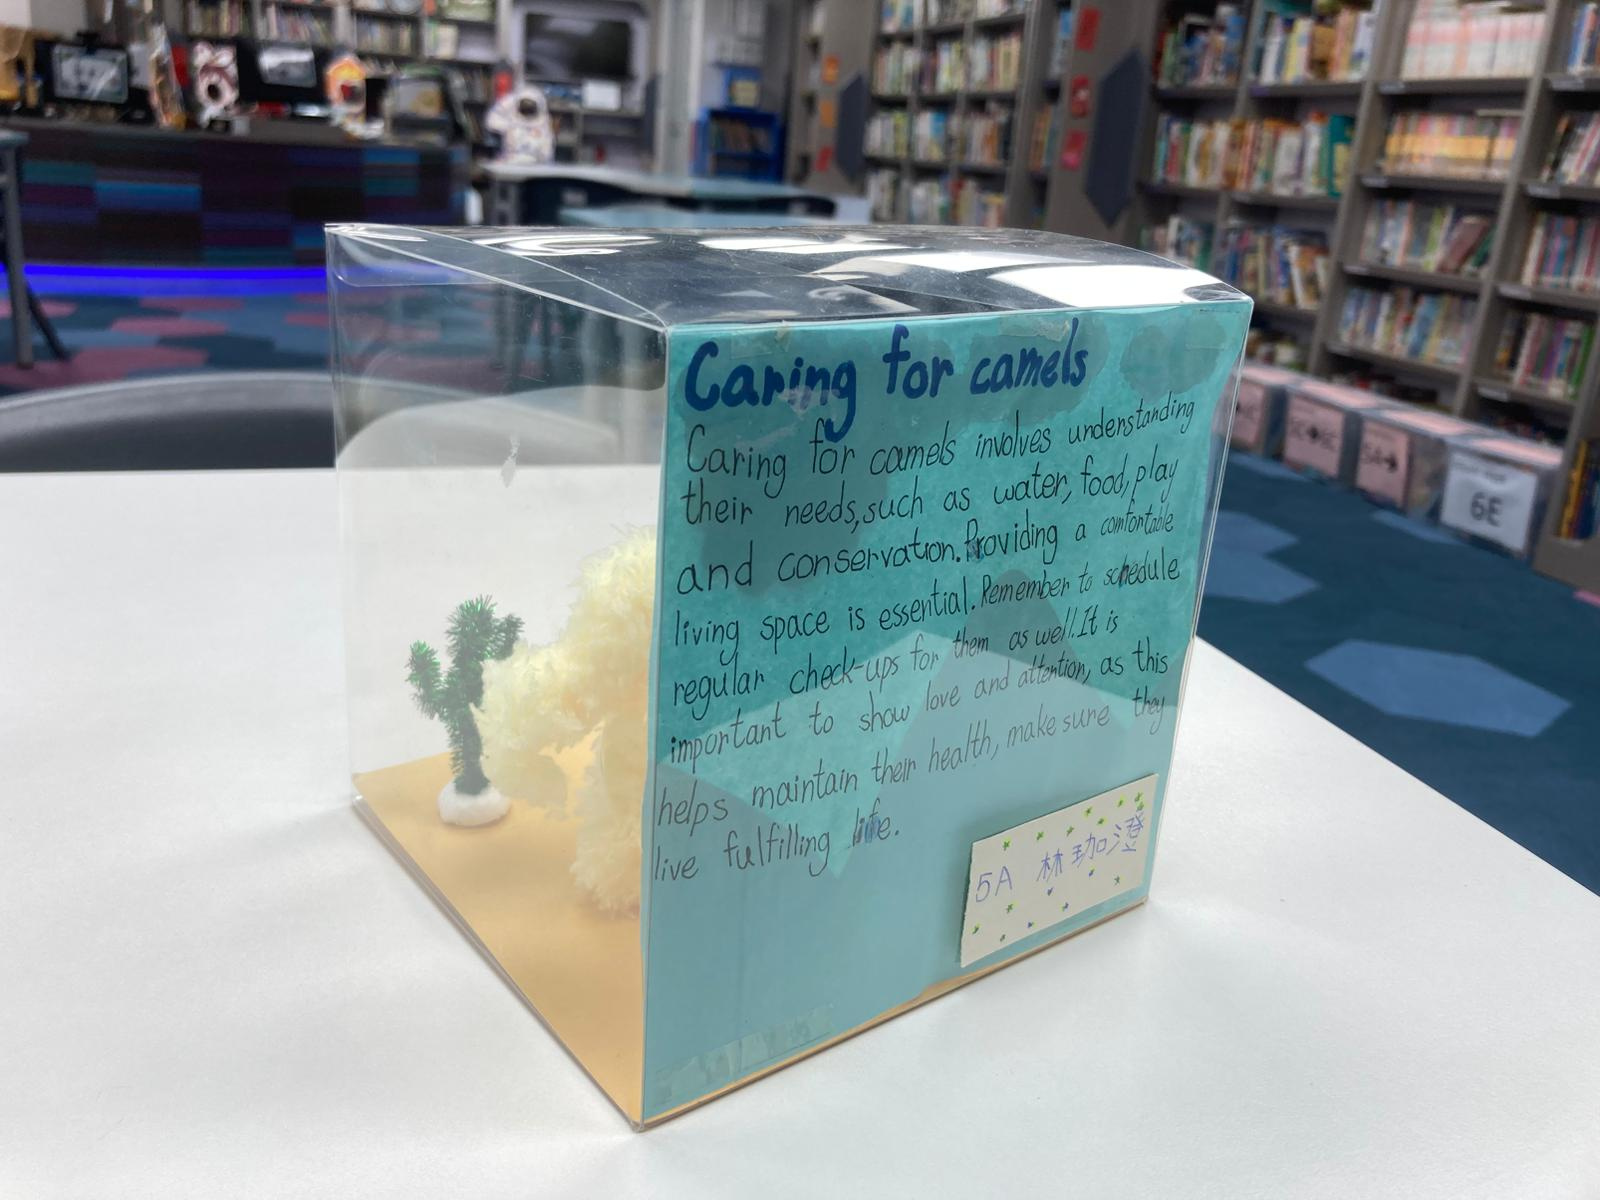 Caring for camels
Caring for camels involves understanding
their needs, such as water, food, play
and conservation. Providing a comfortable
living space is essential. Remember to schedule
regular check-ups for them as well. It is
important to show love and attention, as this
helps maintain their health, make sure they
live fulfilling life.
5A 林珈澄
5A→
6E